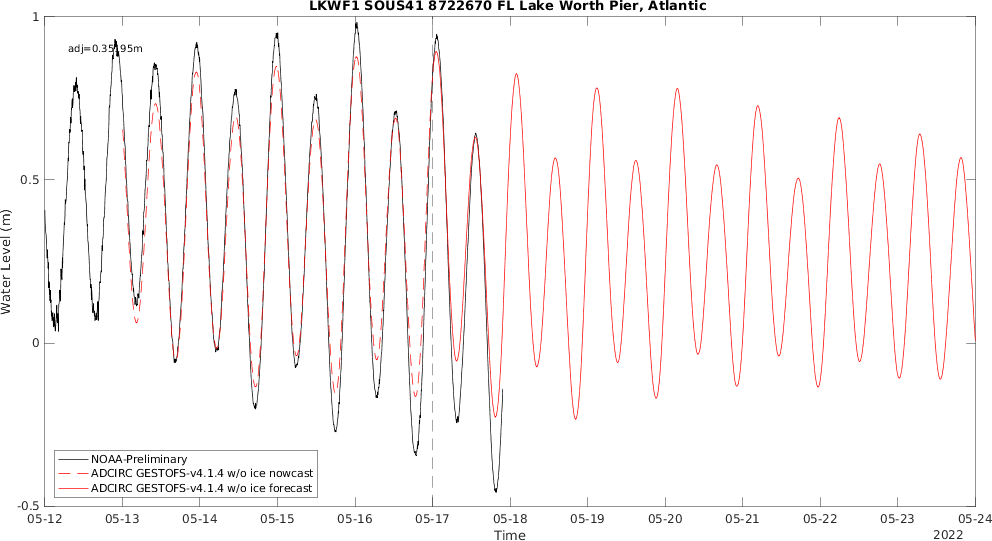 LKWF1 SOUS41 8722670 FL Lake Worth Pier, Atlantic
adj=0.35195m
1
0.5
0
-0.5
Water Level (m)
NOAA-Preliminary
ADCIRC GESTOFS-v4.1.4 w/o ice nowcast
ADCIRC GESTOFS-v4.1.4 w/o ice forecast
05-12 05-13 05-14 05-15 05-16 05-17 05-18 05-19 05-20 05-21 05-22 05-23 05-24
Time
2022